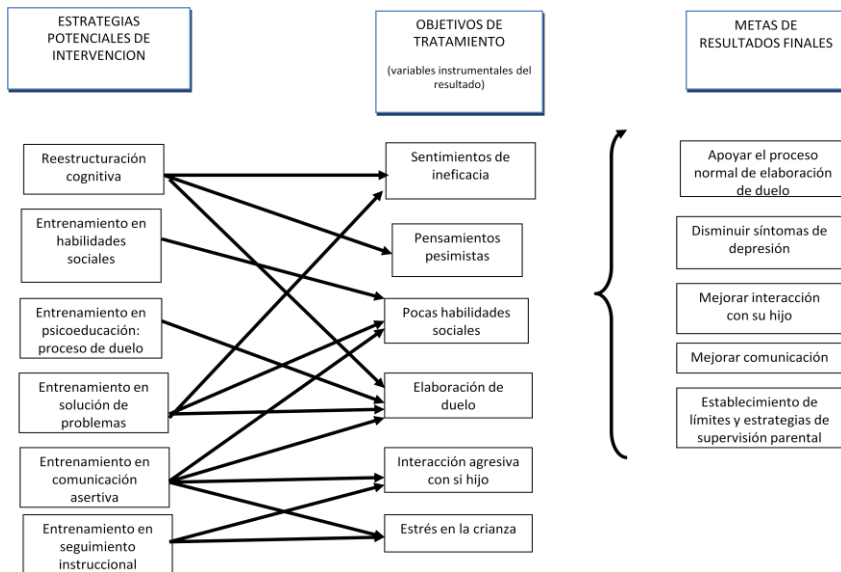 ESTRATEGIAS
POTENCIALES DE
INTERVENCION
OBJETIVOS DE
TRATAMIENTO
(variables instrumentales del
resultado)
METAS DE
RESULTADOS FINALES
Reestructuración
cognitiva
Entrenamiento en
habilidades
sociales
Entrenamiento en
psicoeducación:
proceso de duelo
Entrenamiento en
solución de
problemas
Entrenamiento en
comunicación
asertiva
Entrenamiento en
seguimiento
instruccional
Sentimientos de
ineficacia
Pensamientos
pesimistas
Pocas habilidades
sociales
Elaboración de
duelo
Interacción agresiva
con si hijo
Estrés en la crianza
Apoyar el proceso
normal de elaboración
de duelo
Disminuir síntomas de
depresión
Mejorar interacción
con su hijo
Mejorar comunicación
Establecimiento de
límites y estrategias de
supervisión parental